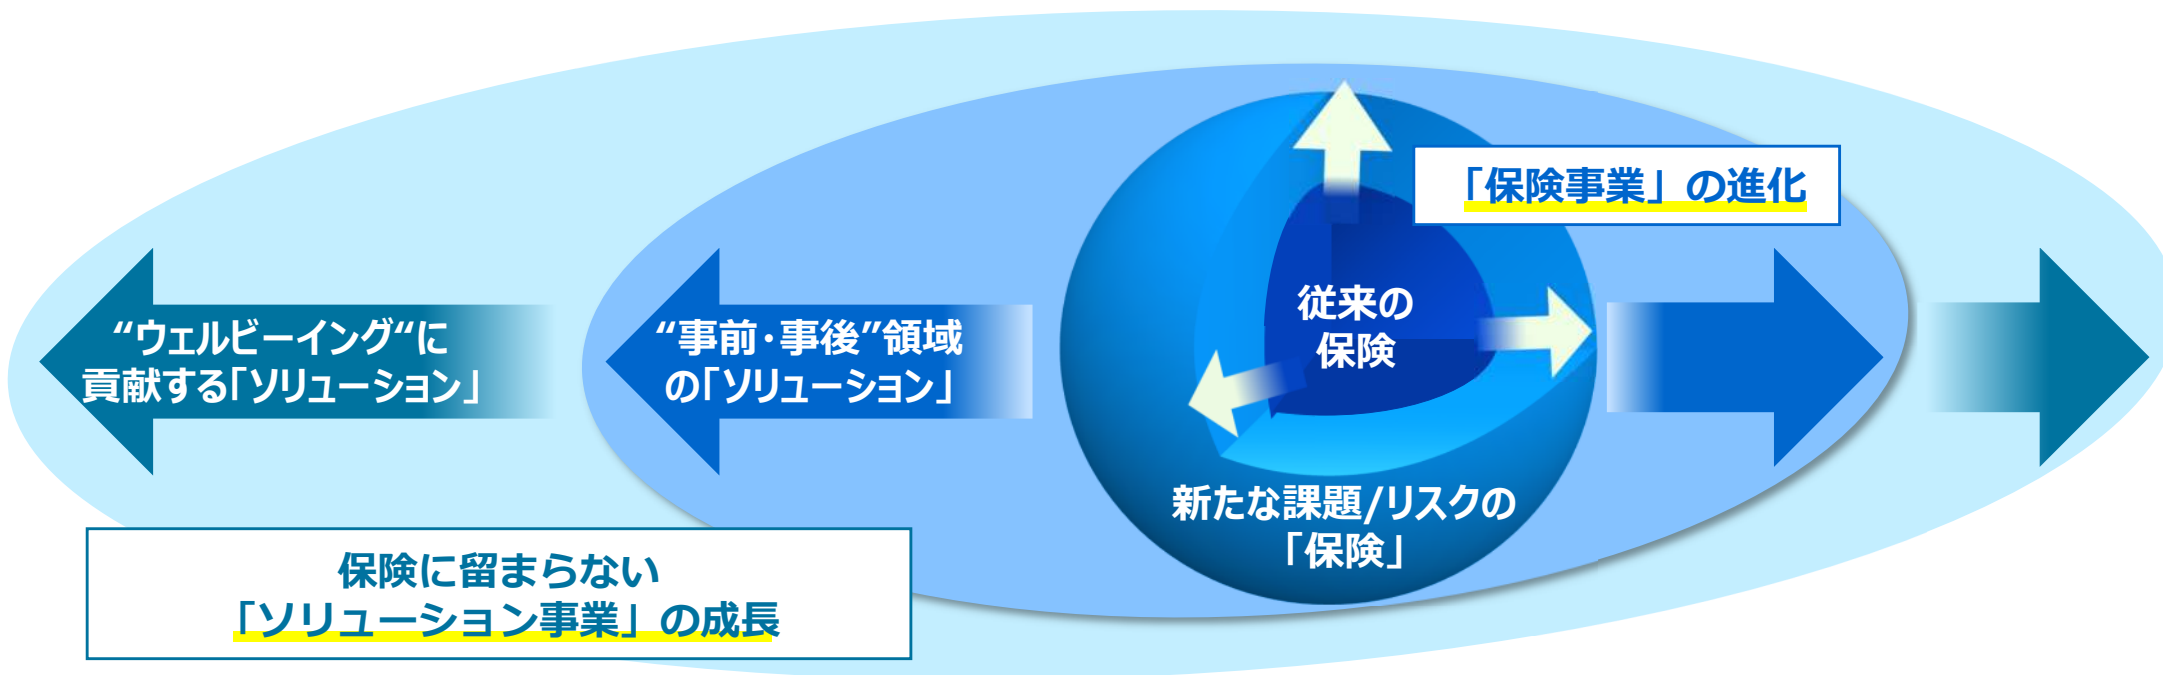 「保険事業」の進化
従来の
保険
“ウェルビーイング“に
貢献する「ソリューション」
“事前･事後”領域
の「ソリューション」
新たな課題/リスクの
「保険」
保険に留まらない
「ソリューション事業」の成長